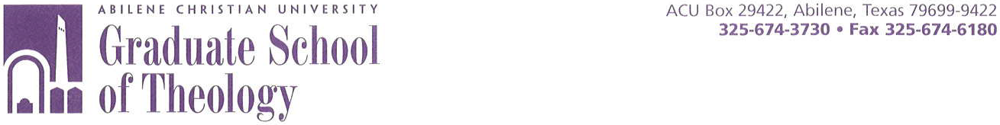 ABILENE CHRISTIAN UNIVERSITY
Graduate School
of Theology
ACU Box 29422, Abilene, Texas 79699-9422
325-674-3730 • Fax 325-674-6180